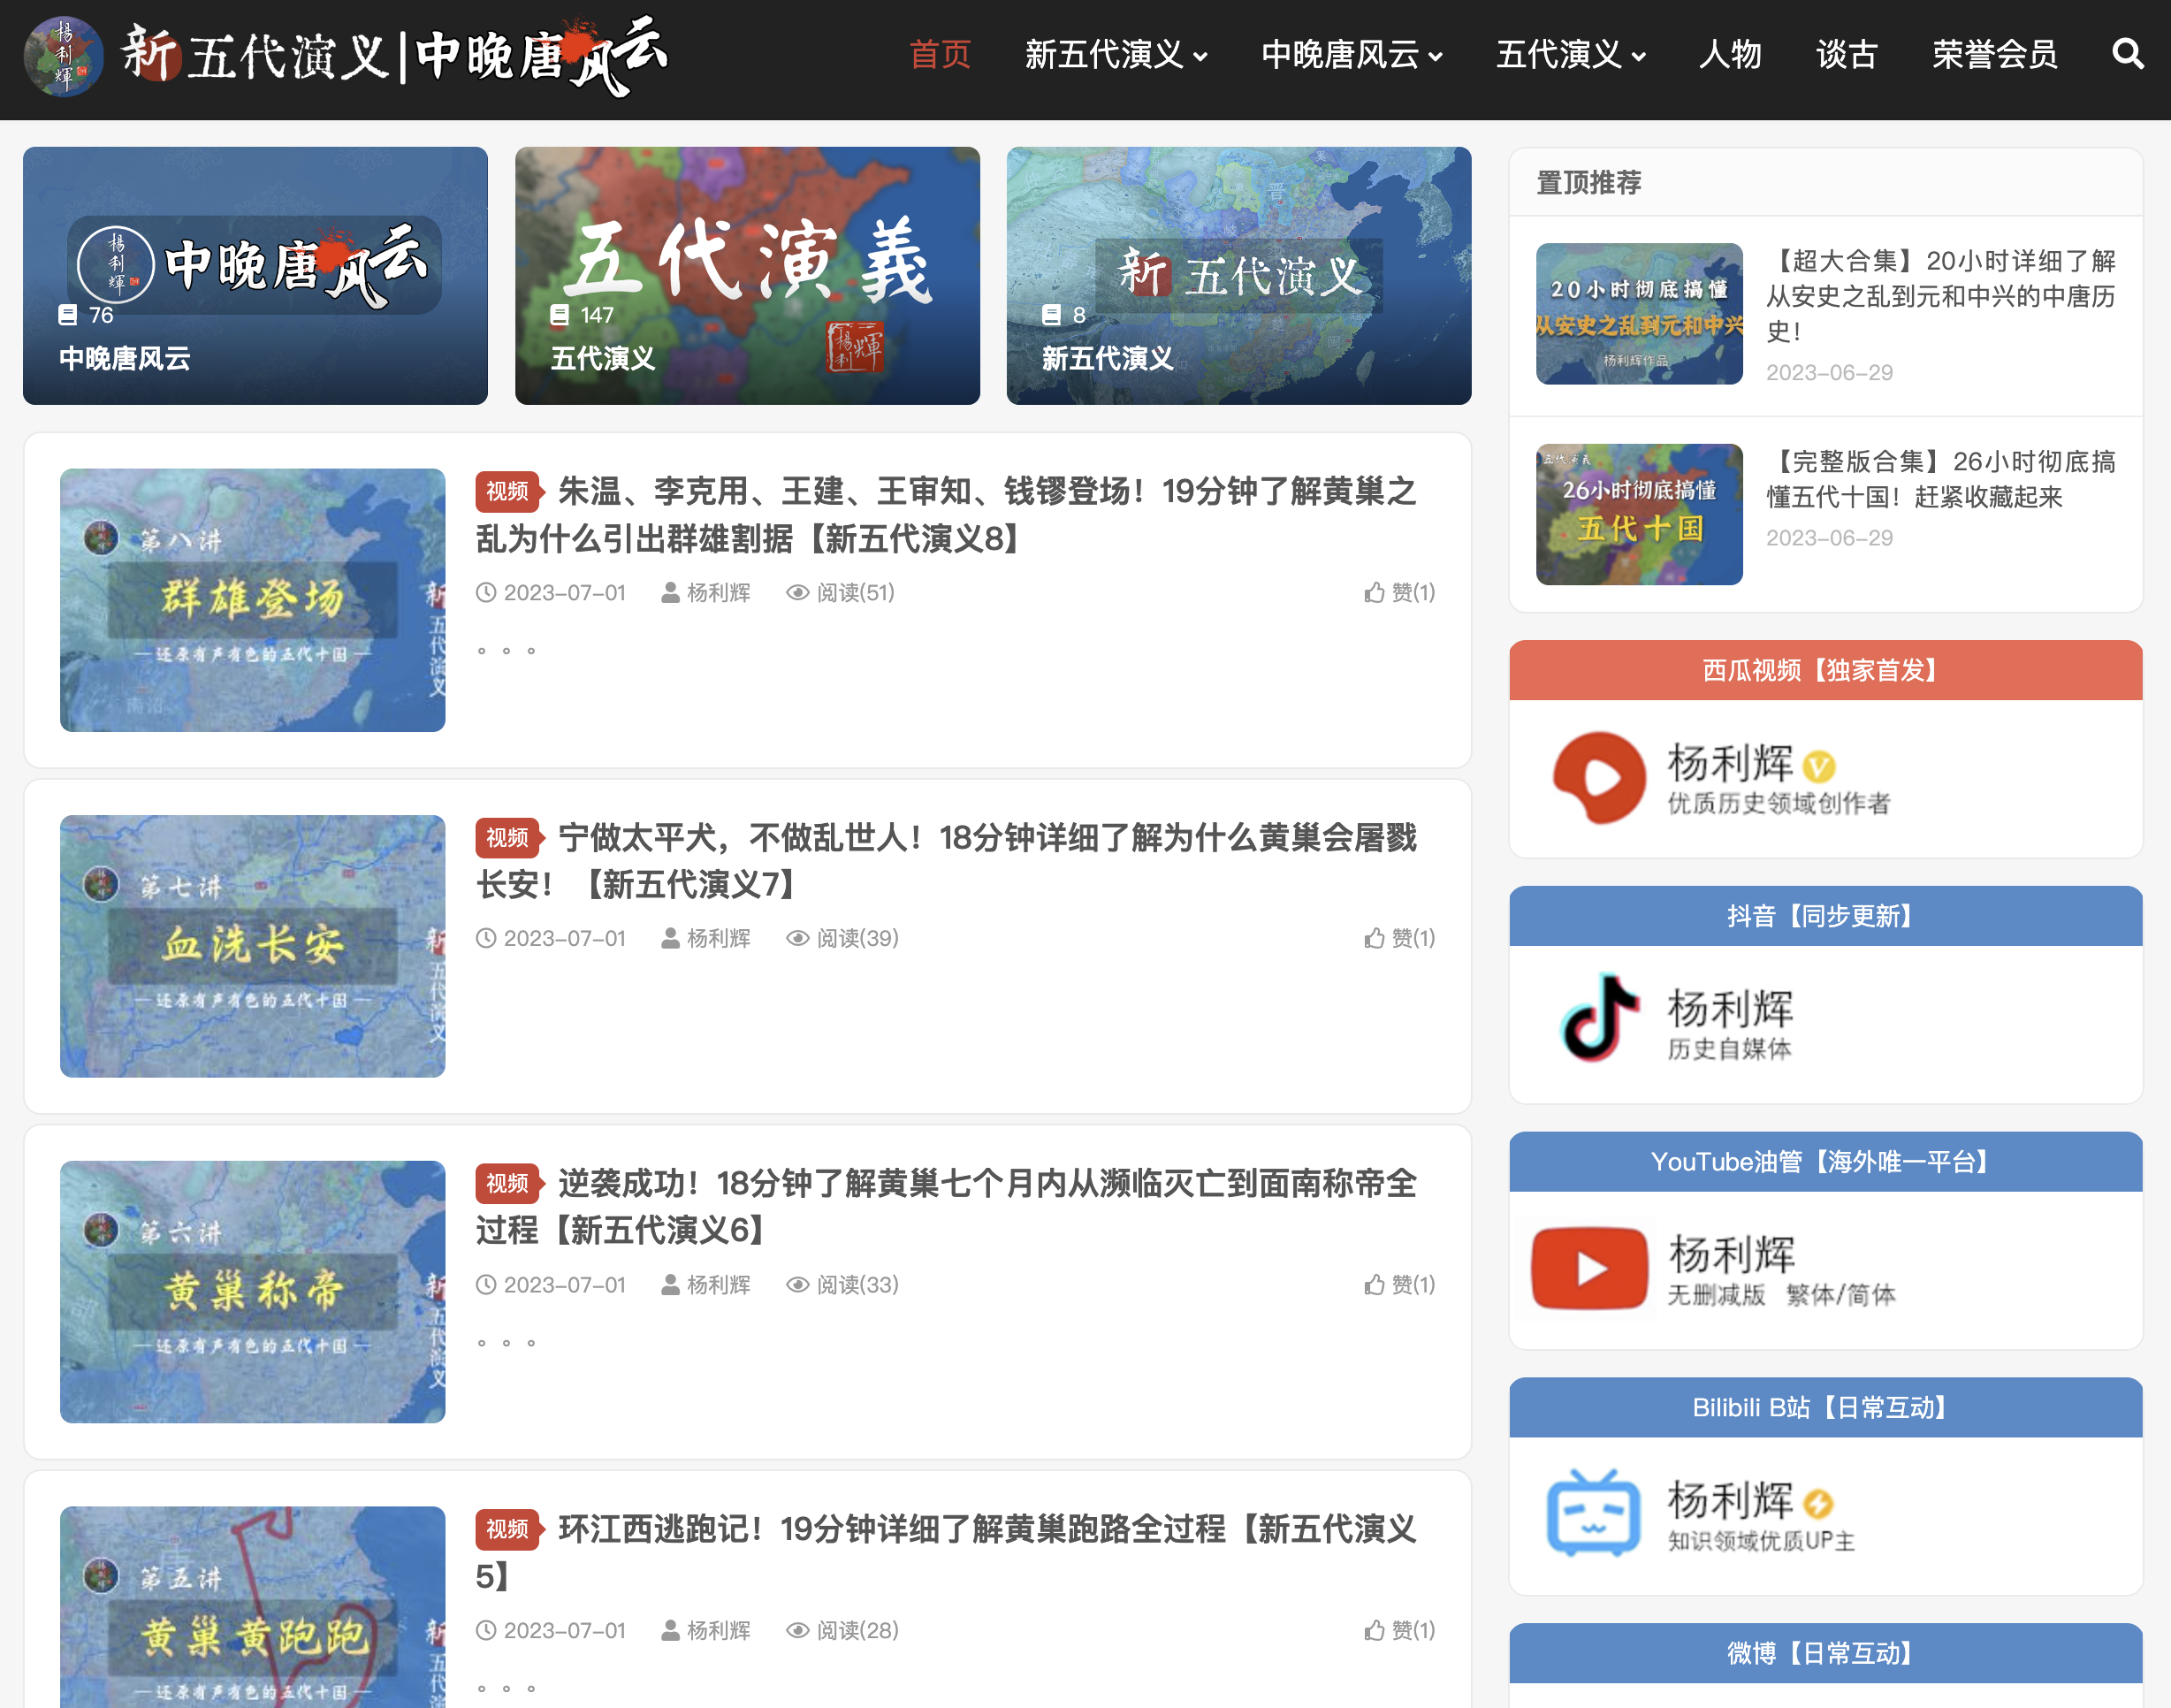 楊利輝 新五代演义|中晚唐风云
首页 新五代演义 中晚唐风云 五代演义 人物 谈古 荣誉会员
楊利輝 中晚唐风云
76
中晚唐风云
五代演義
楊利輝
147
五代演义
晋
新五代演义
8
新五代演义
第八讲
群雄登场
还原有声有色的五代十国
新五代演义
南诏
视频 朱温、李克用、王建、王审知、钱镠登场！19分钟了解黄巢之
乱为什么引出群雄割据【新五代演义8】
2023-07-01 杨利辉 阅读(51) 赞(1)
。。。
第七讲
血洗长安
还原有声有色的五代十国
新五代演义
视频 宁做太平犬，不做乱世人！18分钟详细了解为什么黄巢会屠戮
长安！【新五代演义7】
2023-07-01 杨利辉 阅读(39) 赞(1)
第六讲
黄巢称帝
还原有声有色的五代十国
新五代演义
视频 逆袭成功！18分钟了解黄巢七个月内从濒临灭亡到面南称帝全
过程【新五代演义6】
2023-07-01 杨利辉 阅读(33) 赞(1)
。。。
第五讲
黄巢黄跑跑
还原有声有色的五代十国
新五代演
视频 环江西逃跑记！19分钟详细了解黄巢跑路全过程【新五代演义
5】
2023-07-01 杨利辉 阅读(28) 赞(1)
。。。
置顶推荐
20小时彻底搞懂
从安史之乱到元和中兴
杨利辉作品
【超大合集】20小时详细了解
从安史之乱到元和中兴的中唐历
史！
2023-06-29
五代演義
26小时彻底搞懂
五代十国
【完整版合集】26小时彻底搞
懂五代十国！赶紧收藏起来
2023-06-29
西瓜视频【独家首发】
杨利辉 V
优质历史领域创作者
抖音【同步更新】
杨利辉
历史自媒体
YouTube油管【海外唯一平台】
杨利辉
无删减版 繁体/简体
Bilibili B站【日常互动】
杨利辉
知识领域优质UP主
微博【日常互动】